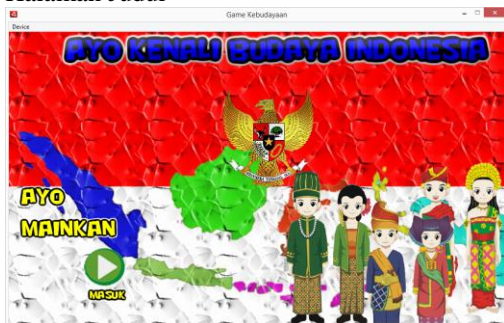 Game Kebudayaan
Device
AYO KENALI BUDAYA INDONESIA
AYO
MAINKAN
MASUK